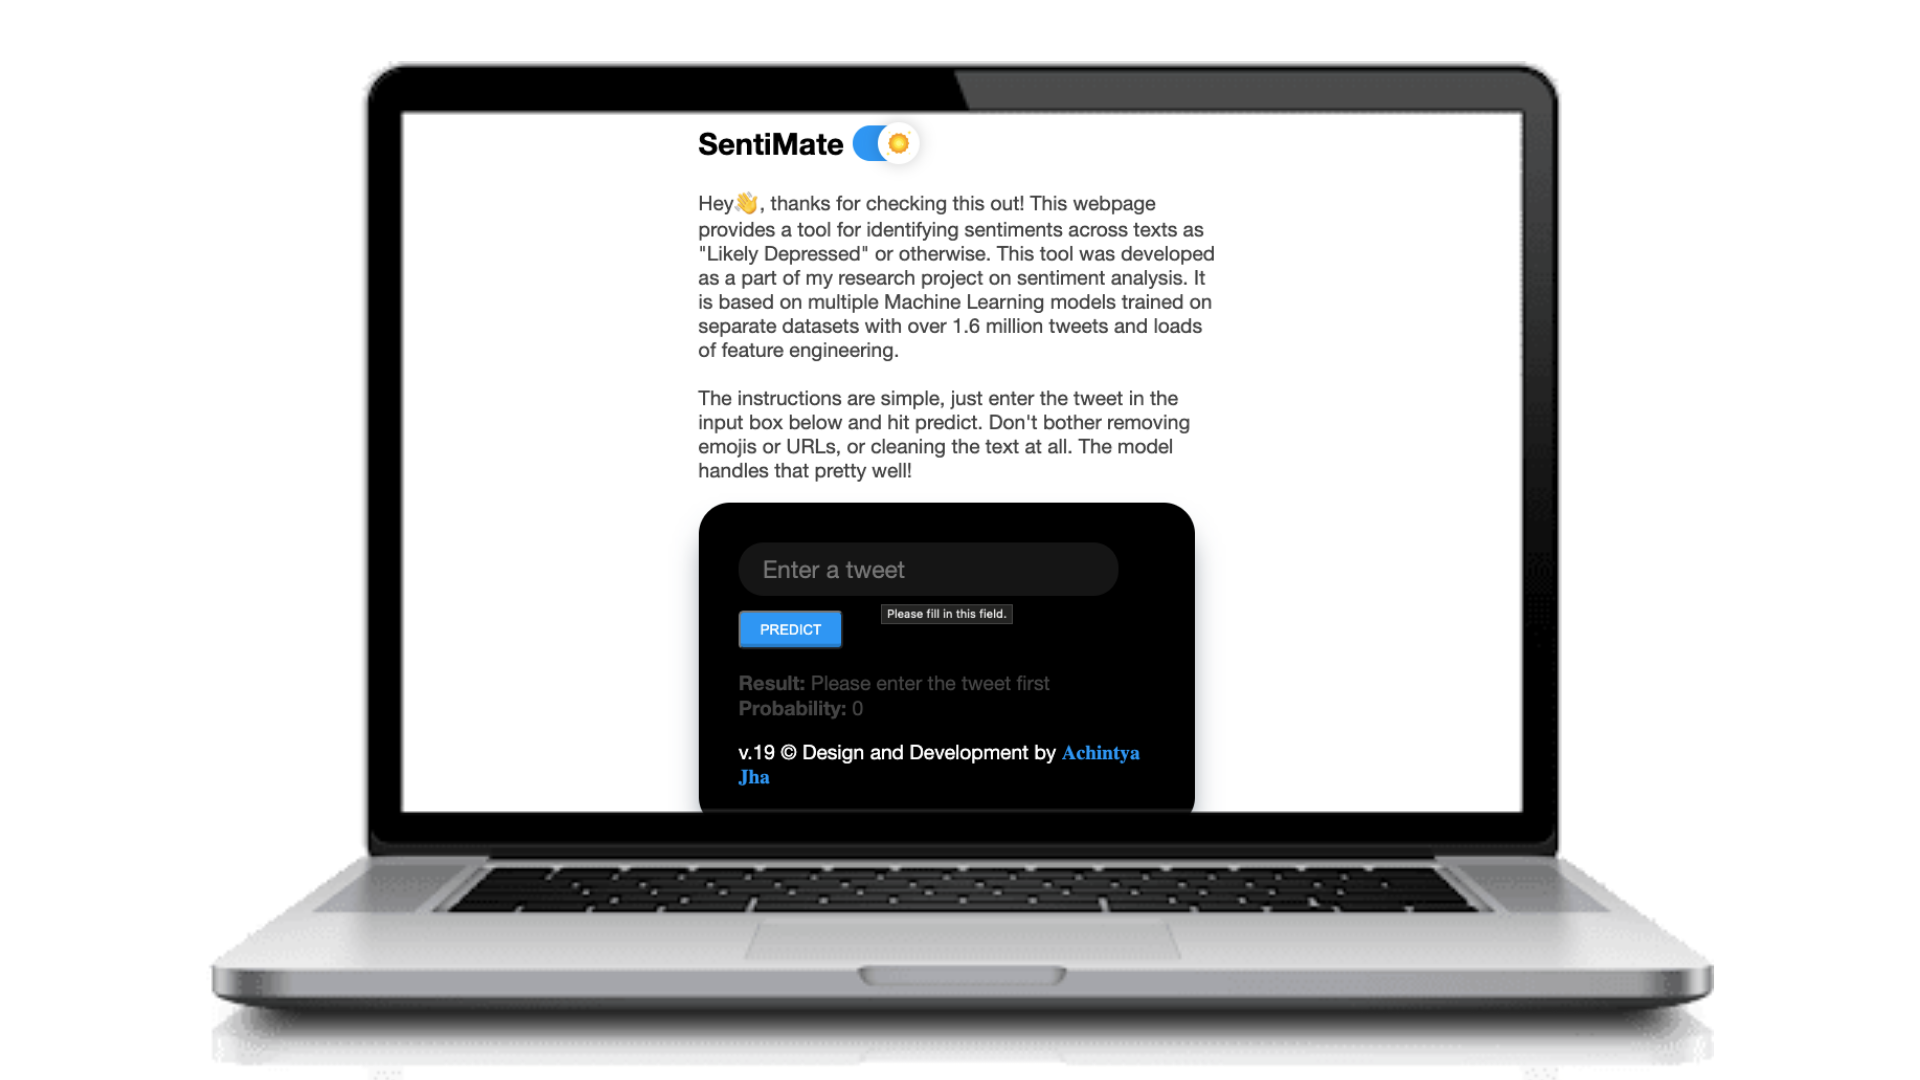 SentiMate
Hey👋, thanks for checking this out! This webpage
provides a tool for identifying sentiments across texts as
"Likely Depressed" or otherwise. This tool was developed
as a part of my research project on sentiment analysis. It
is based on multiple Machine Learning models trained on
separate datasets with over 1.6 million tweets and loads
of feature engineering.
The instructions are simple, just enter the tweet in the
input box below and hit predict. Don't bother removing
emojis or URLs, or cleaning the text at all. The model
handles that pretty well!
Enter a tweet
Please fill in this field.
PREDICT
Result: Please enter the tweet first
Probability: 0
v.19 © Design and Development by Achintya
Jha